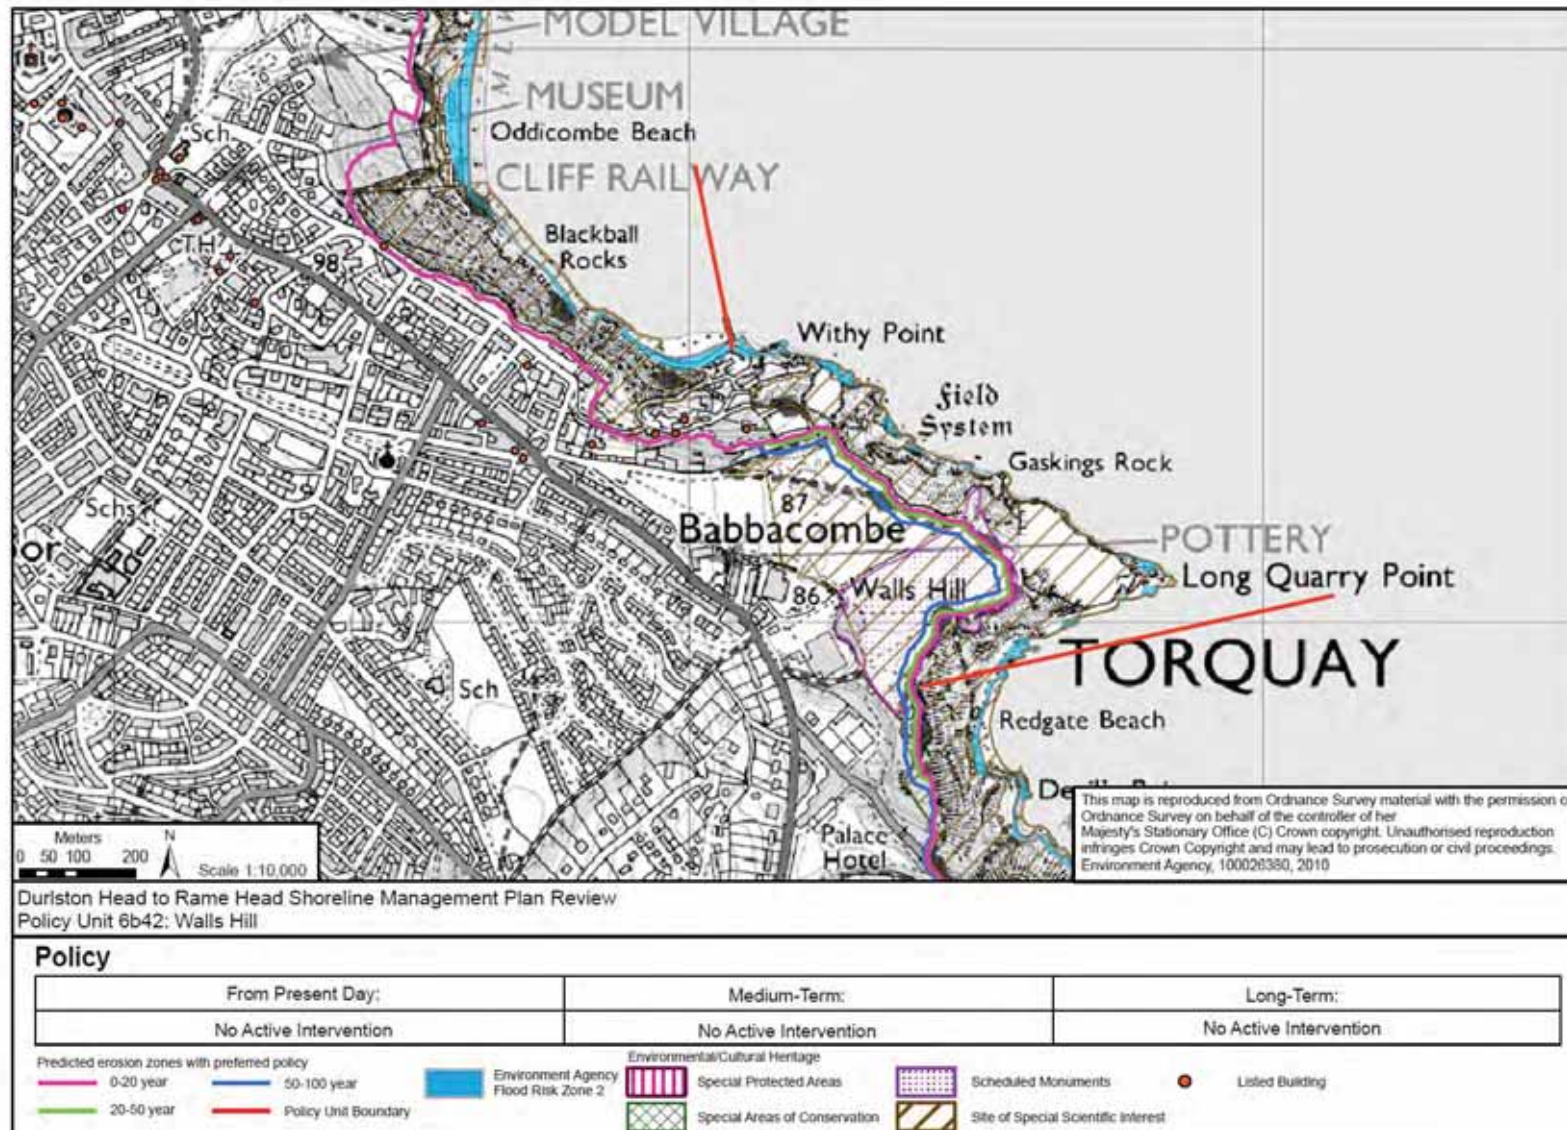 MODEL VILLAGE
MUSEUM
Sch
Oddicombe Beach
CLIFF RAILWAY
Blackball
Rocks
TH
98
Withy Point
Field
System
Gaskings Rock
Schs
87
Babbacombe
POTTERY
Long Quarry Point
86
Walls Hill
TORQUAY
Sch
Redgate Beach
Palace
Hotel
Meters
N
0 50 100 200
Scale 1:10,000
This map is reproduced from Ordnance Survey material with the permission
Ordnance Survey on behalf of the controller of her
Majesty's Stationary Office (C) Crown copyright. Unauthorised reproduction
infringes Crown Copyright and may lead to prosecution or civil proceedings.
Environment Agency, 100026380, 2010
Durlston Head to Rame Head Shoreline Management Plan Review
Policy Unit 6b42: Walls Hill
Policy
From Present Day: Medium-Term: Long-Term:
No Active Intervention No Active Intervention No Active Intervention
Predicted erosion zones with preferred policy
0-20 year
50-100 year
20-50 year
Policy Unit Boundary
Environment Agency
Flood Risk Zone 2
Environmental/Cultural Heritage
Special Protected Areas
Scheduled Monuments
Listed Building
Special Areas of Conservation
Site of Special Scientific Interest